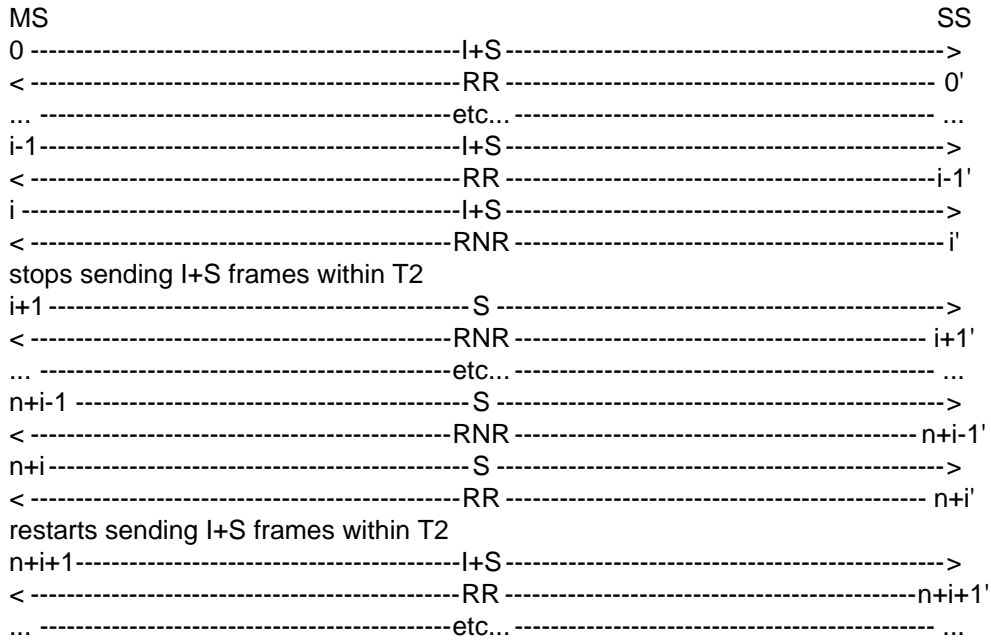 MS SS
0 -----------------------------------------------I+S------------------------------------------------>
< ----------------------------------------------RR ----------------------------------------------- 0'
... ---------------------------------------------etc...---------------------------------------------- ...
i-1----------------------------------------------I+S------------------------------------------------>
< ----------------------------------------------RR -----------------------------------------------i-1'
i ------------------------------------------------I+S------------------------------------------------>
< ---------------------------------------------RNR ----------------------------------------------- i'
stops sending I+S frames within T2
i+1 ---------------------------------------------- S ------------------------------------------------->
< ---------------------------------------------RNR --------------------------------------------- i+1'
... ---------------------------------------------etc...---------------------------------------------- ...
n+i-1 ------------------------------------------- S ------------------------------------------------->
< ---------------------------------------------RNR -------------------------------------------- n+i-1'
n+i---------------------------------------------- S ------------------------------------------------->
< ----------------------------------------------RR ---------------------------------------------- n+i'
restarts sending I+S frames within T2
n+i+1------------------------------------------I+S------------------------------------------------>
< ----------------------------------------------RR ---------------------------------------------n+i+1'
... ---------------------------------------------etc...---------------------------------------------- ...